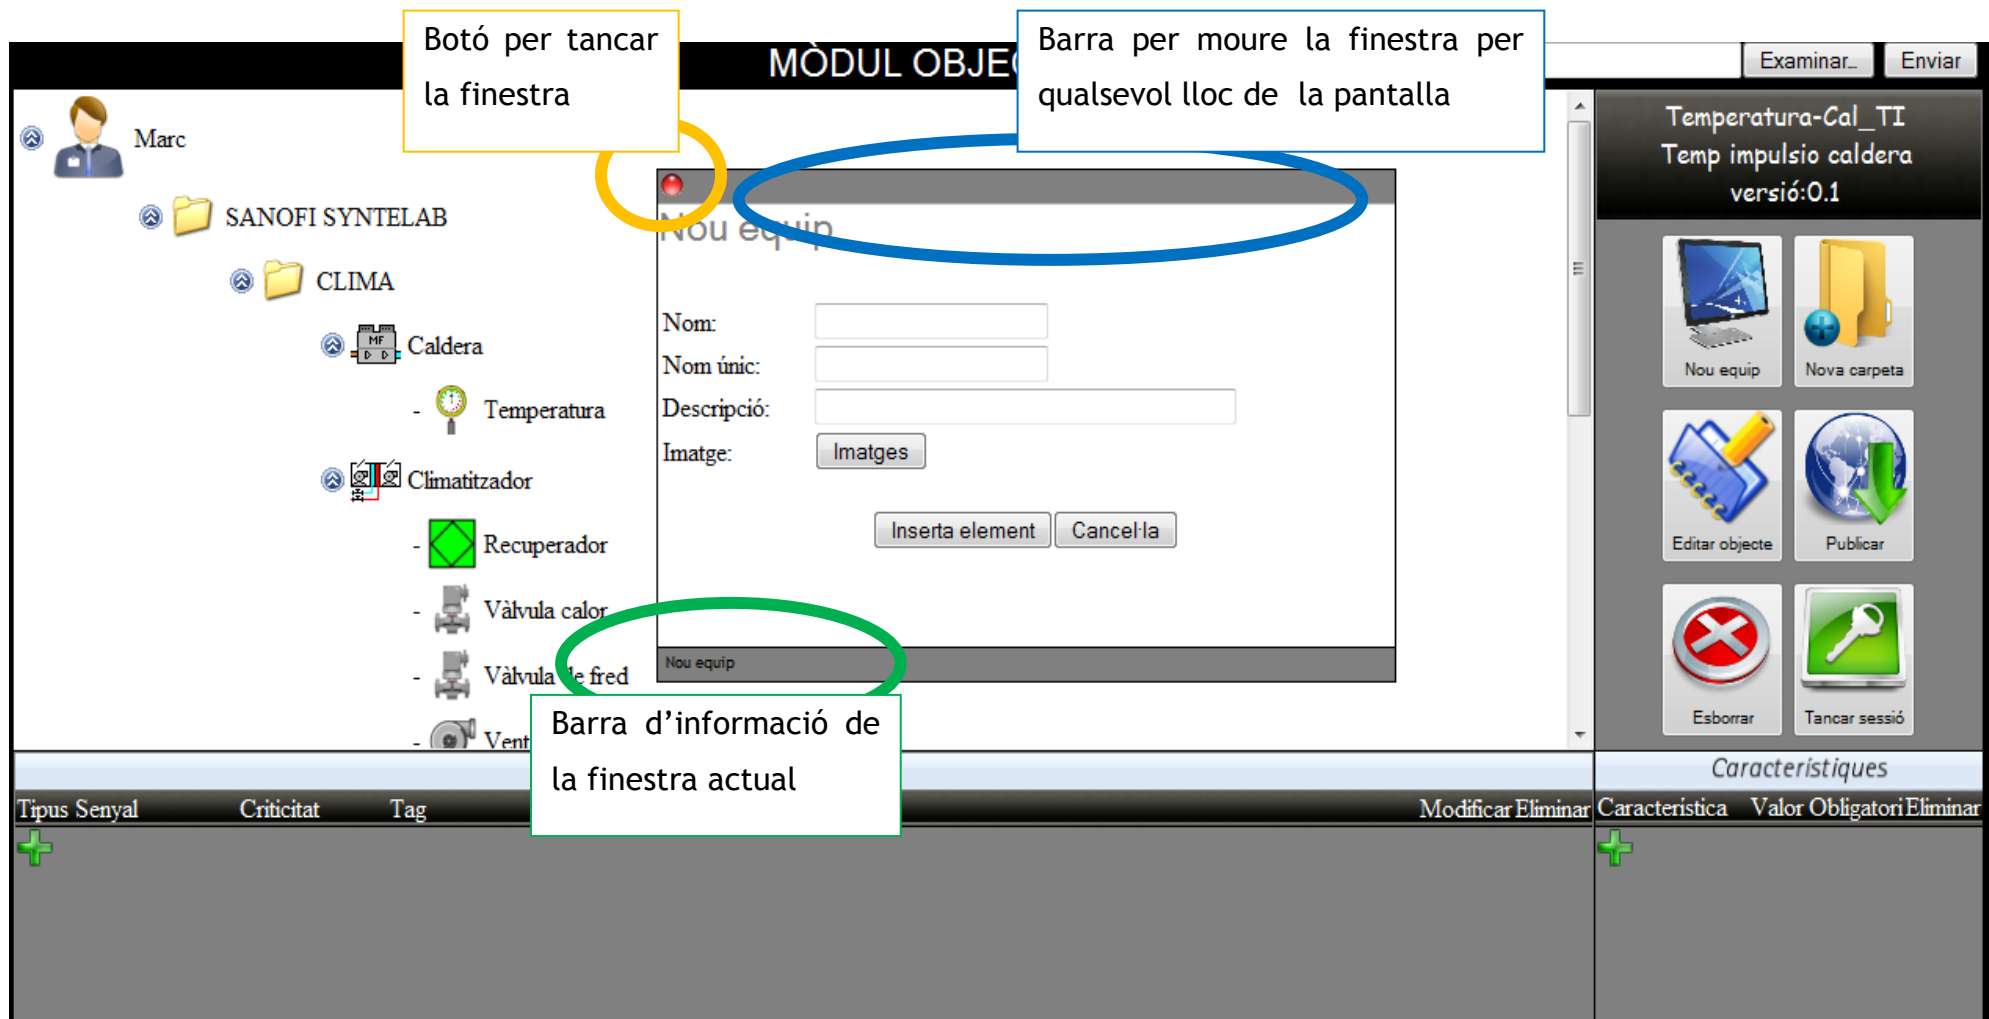 Botó per tancar
la finestra
Barra per moure la finestra per
qualsevol lloc de la pantalla
MÒDUL OBJE
Examinar...
Enviar
Marc
SANOFI SYNTELAB
CLIMA
Caldera
MF
D D
- Temperatura
Climatitzador
- Recuperador
- Vàlvula calor
- Vàlvula de fred
- Vent
Nou equip
Nom:
Nom únic:
Descripció:
Imatge:
Imatges
Inserta element
Cancel·la
Nou equip
Barra d’informació de
la finestra actual
Temperatura-Cal_TI
Temp impulsio caldera
versió:0.1
Nou equip
Nova carpeta
Editar objecte
Publicar
Esborrar
Tancar sessió
Característiques
Tipus Senyal Criticitat Tag
Modificar Eliminar
Caracteristica Valor Obligatori Eliminar